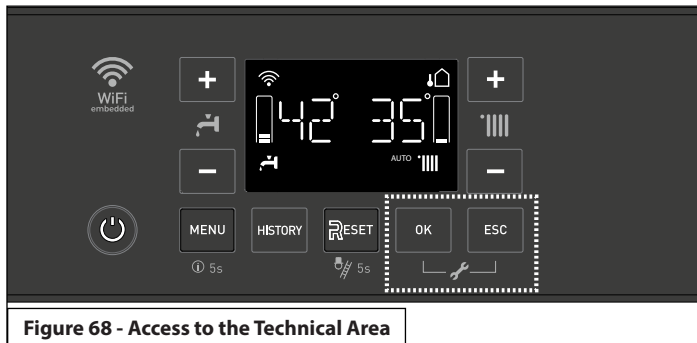 WiFi
embedded
+
+
42°
35°
AUTO
-
-
MENU
HISTORY
RESET
OK
ESC
5s
5s
Figure 68 - Access to the Technical Area